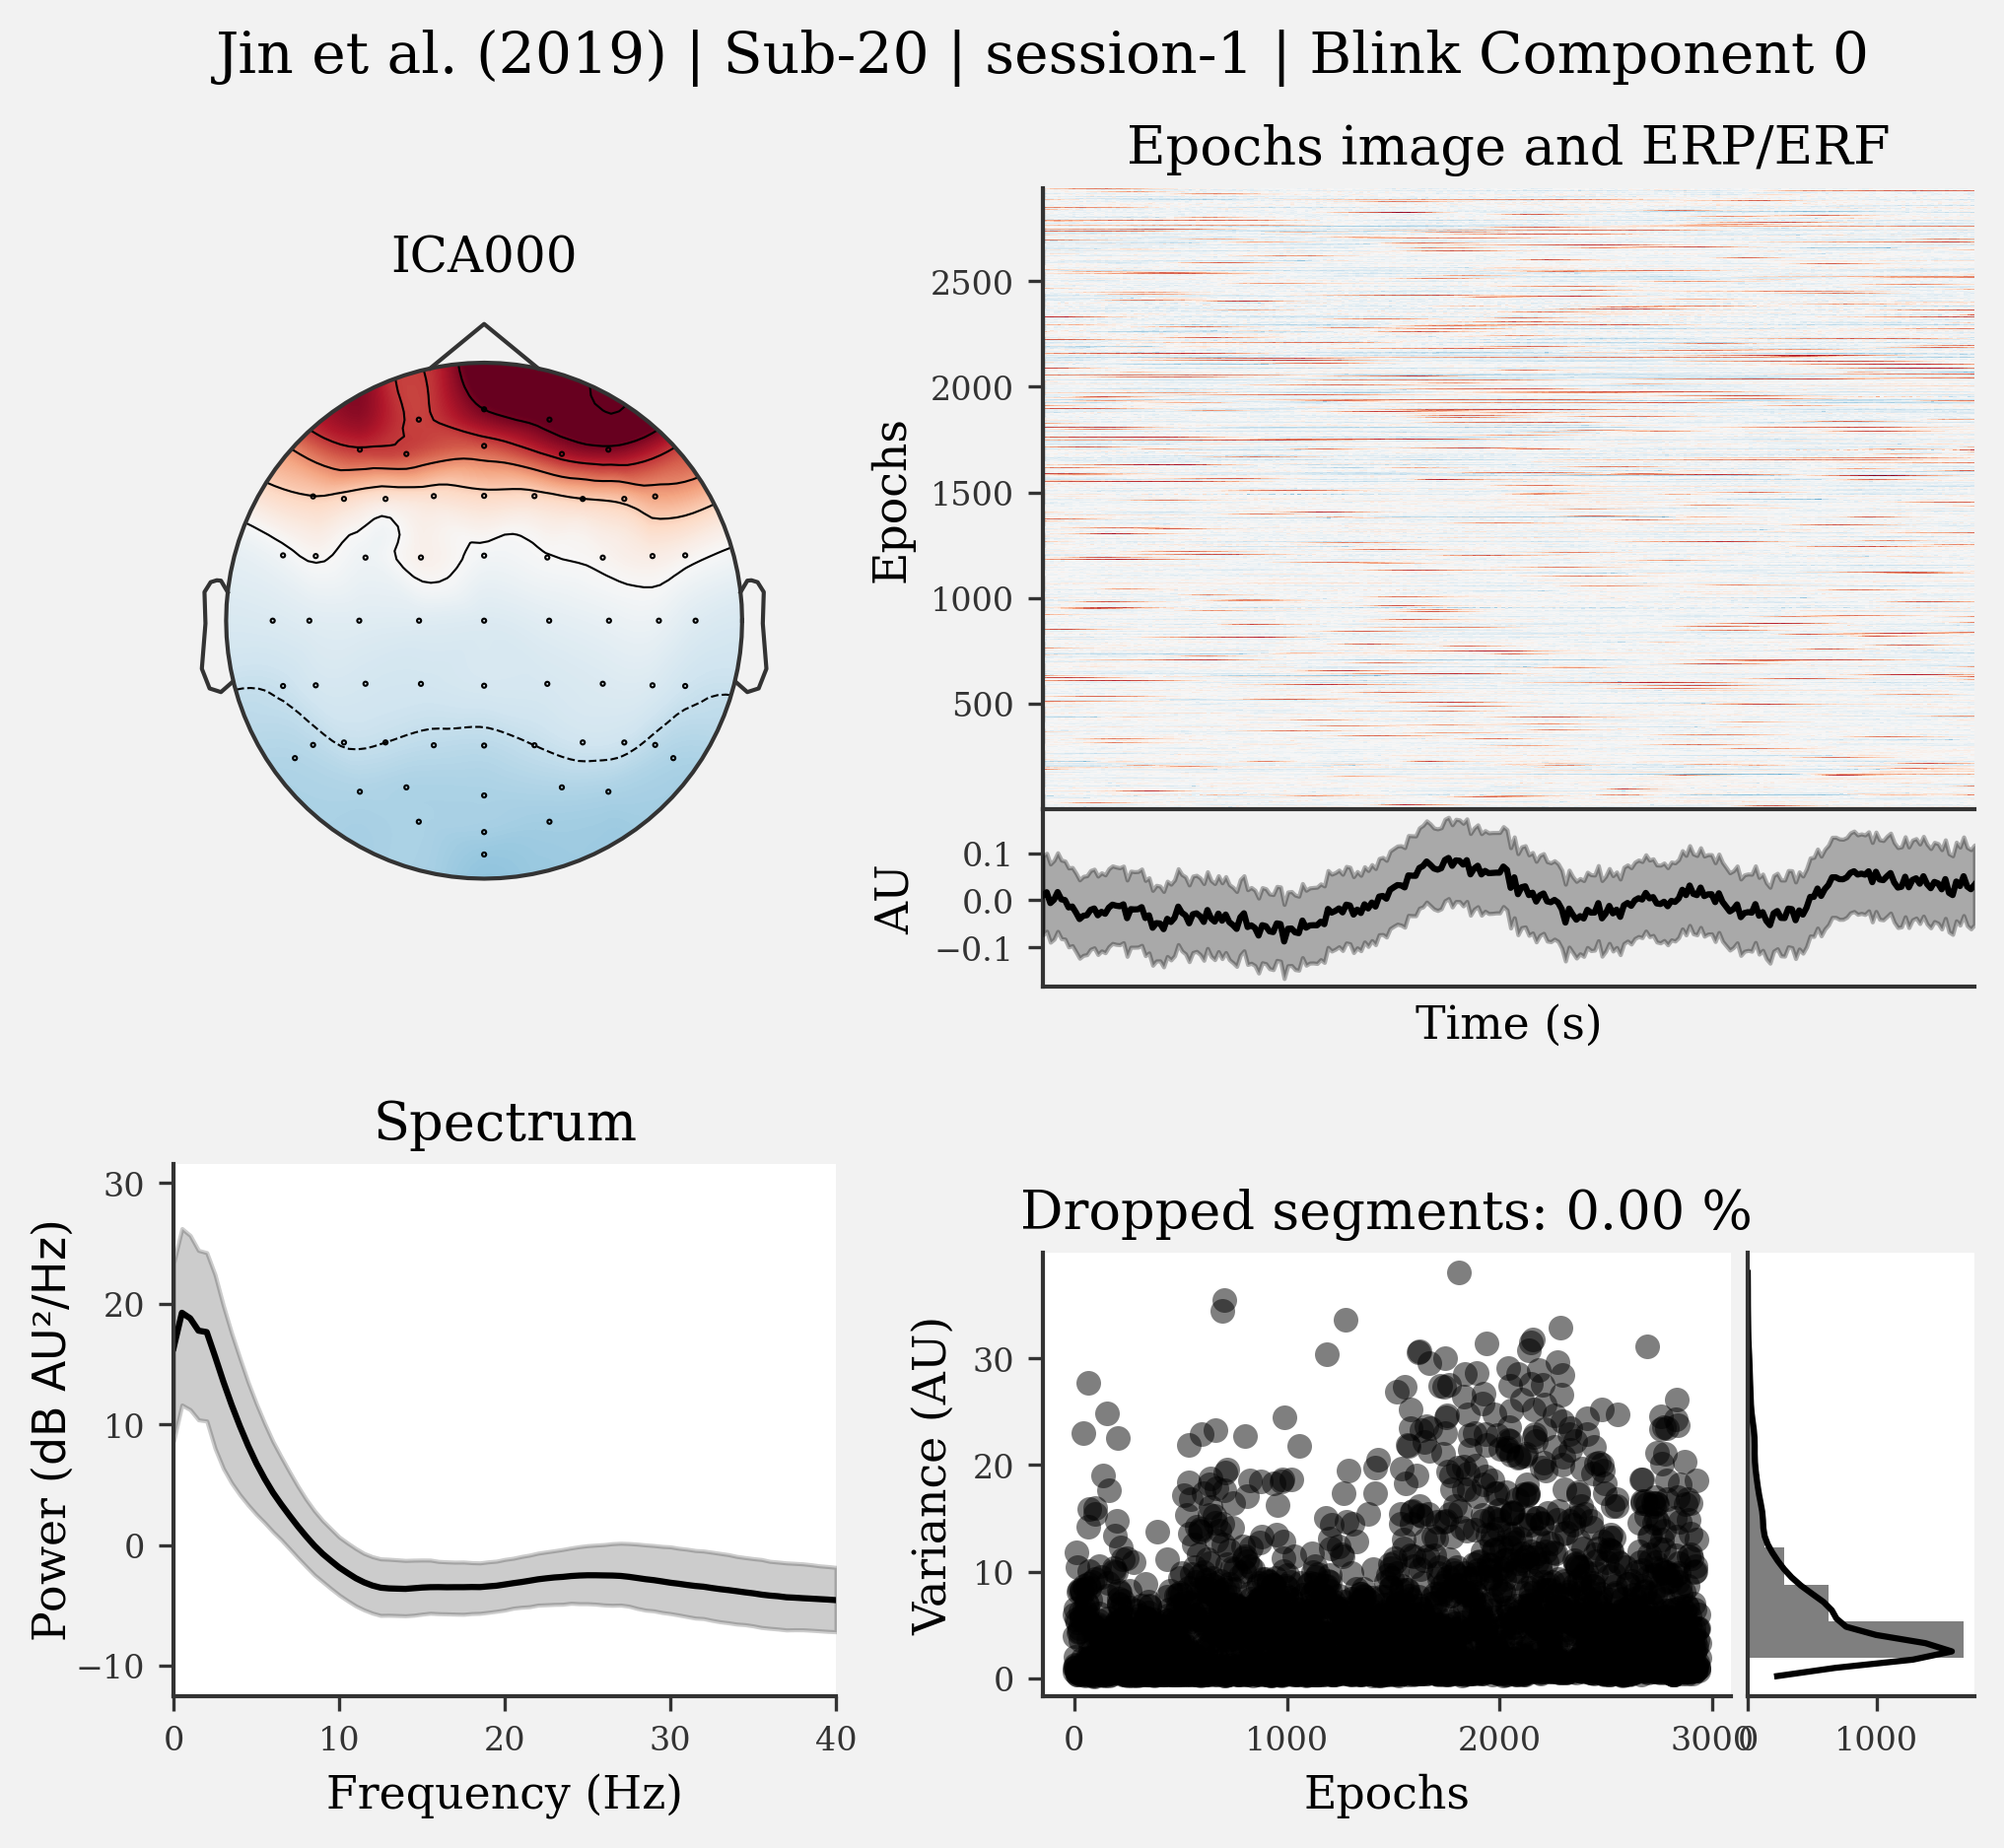 Jin et al. (2019) | Sub-20 | session-1 | Blink Component 0
ICA000
Epochs image and ERP/ERF
Epochs
2500
2000
1500
1000
500
AU
0.1
0.0
−0.1
Time (s)
Spectrum
Power (dB AU²/Hz)
30
20
10
0
−10
0 10 20 30 40
Frequency (Hz)
Dropped segments: 0.00 %
Variance (AU)
30
20
10
0
0 1000 2000 3000
0 1000
Epochs